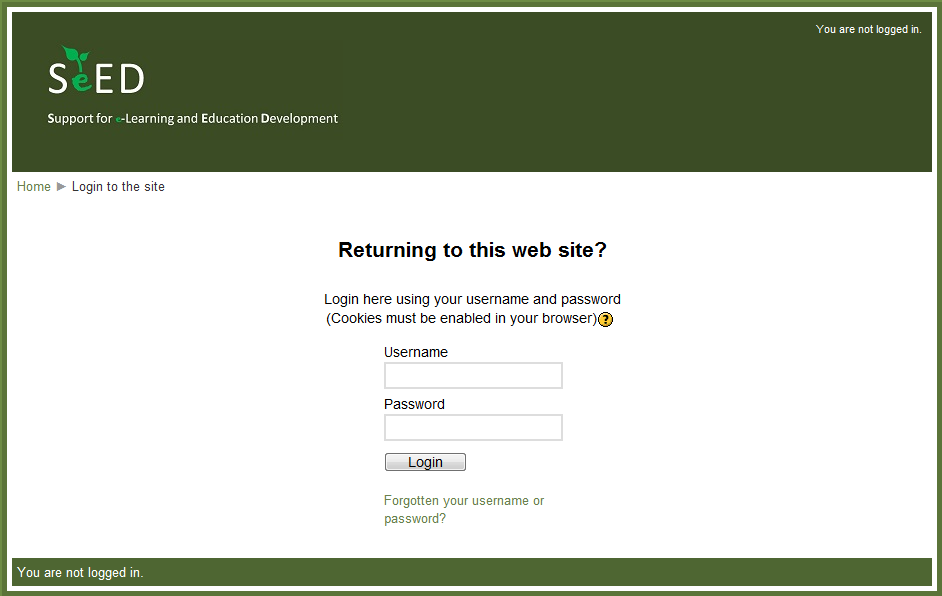 You are not logged in.
SeED
Support for e-Learning and Education Development
Home ► Login to the site
Returning to this web site?
Login here using your username and password
(Cookies must be enabled in your browser)?
Username
Password
Login
Forgotten your username or
password?
You are not logged in.